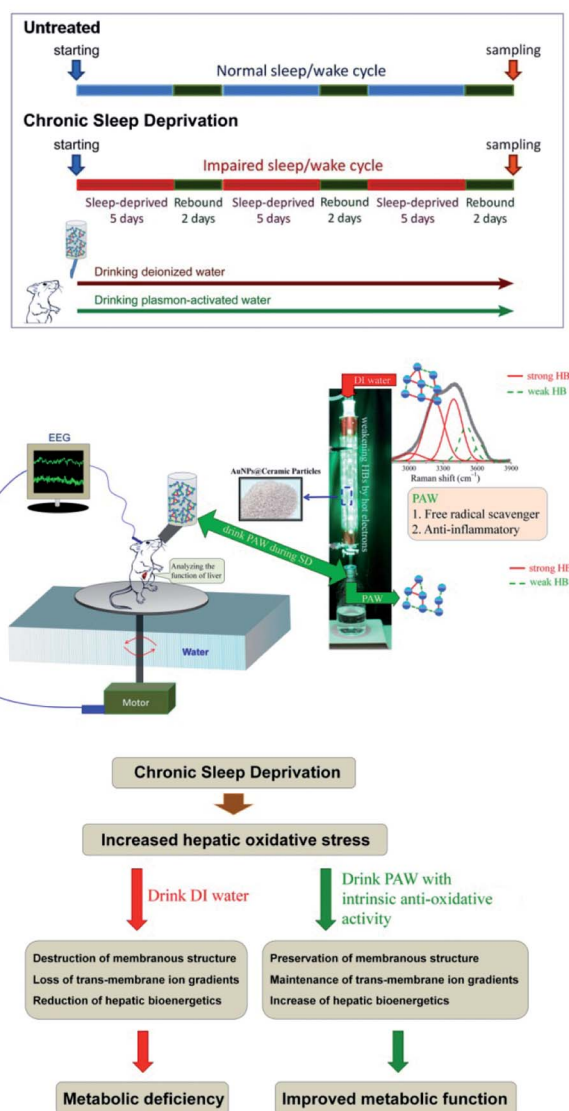 Untreated
starting
sampling
Normal sleep/wake cycle
Chronic Sleep Deprivation
starting
sampling
Impaired sleep/wake cycle
Sleep-deprived Rebound Sleep-deprived Rebound Sleep-deprived Rebound
5 days 2 days 5 days 2 days 5 days 2 days
Drinking deionized water
Drinking plasmon-activated water
EEG
Analyzing the
function of liver
Water
Motor
AuNPs@Ceramic Particles
drink PAW during SD
DI water
weakening HBs by hot electrons
PAW
strong HB
weak HB
3000 3300 3600 3900
Raman shift (cm⁻¹)
PAW
1. Free radical scavenger
2. Anti-inflammatory
strong HB
weak HB
Chronic Sleep Deprivation
Increased hepatic oxidative stress
Drink DI water
Drink PAW with
intrinsic anti-oxidative
activity
Destruction of membranous structure
Loss of trans-membrane ion gradients
Reduction of hepatic bioenergetics
Preservation of membranous structure
Maintenance of trans-membrane ion gradients
Increase of hepatic bioenergetics
Metabolic deficiency
Improved metabolic function